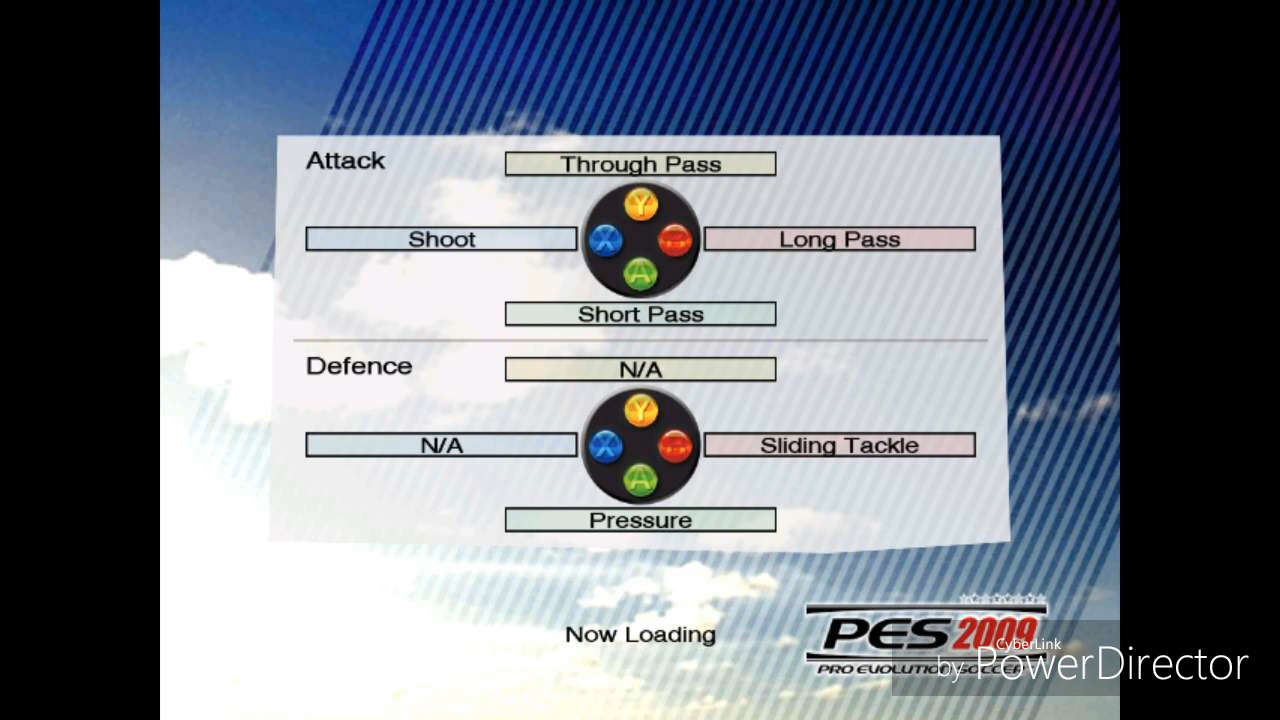 Attack
Through Pass
Y
Shoot
X
B
Long Pass
A
Short Pass
Defence
N/A
Y
N/A
X
B
Sliding Tackle
A
Pressure
Now Loading
PES 2009
PRO EVOLUTION SOCCER
CyberLink
by PowerDirector